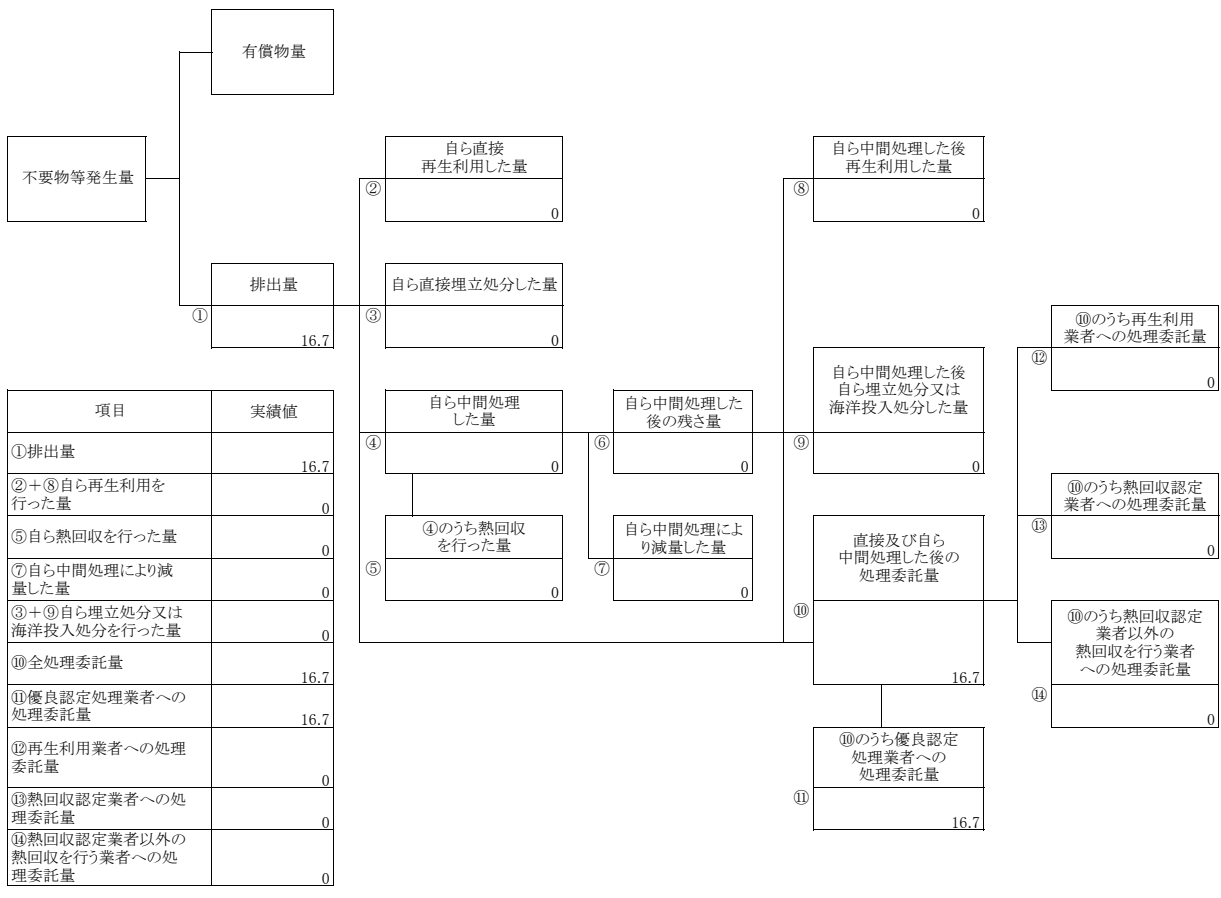 有償物量
不要物等発生量
排出量
①
16.7
自ら直接
再生利用した量
②
0
自ら直接埋立処分した量
③
0
自ら中間処理
した量
④
0
④のうち熱回収
を行った量
⑤
0
自ら中間処理した
後の残さ量
⑥
0
自ら中間処理によ
り減量した量
⑦
0
自ら中間処理した後
再生利用した量
⑧
0
自ら中間処理した後
自ら埋立処分又は
海洋投入処分した量
⑨
0
直接及び自ら
中間処理した後の
処理委託量
⑩
16.7
⑩のうち優良認定
処理業者への
処理委託量
⑪
16.7
⑩のうち再生利用
業者への処理委託量
⑫
0
⑩のうち熱回収認定
業者への処理委託量
⑬
0
⑩のうち熱回収認定
業者以外の
熱回収を行う業者
への処理委託量
⑭
0
項目 実績値
①排出量
16.7
②+⑧自ら再生利用を
行った量
0
⑤自ら熱回収を行った量
0
⑦自ら中間処理により減
量した量
0
③+⑨自ら埋立処分又は
海洋投入処分を行った量
0
⑩全処理委託量
16.7
⑪優良認定処理業者への
処理委託量
16.7
⑫再生利用業者への処理
委託量
0
⑬熱回収認定業者への処
理委託量
0
⑭熱回収認定業者以外の
熱回収を行う業者への処
理委託量
0